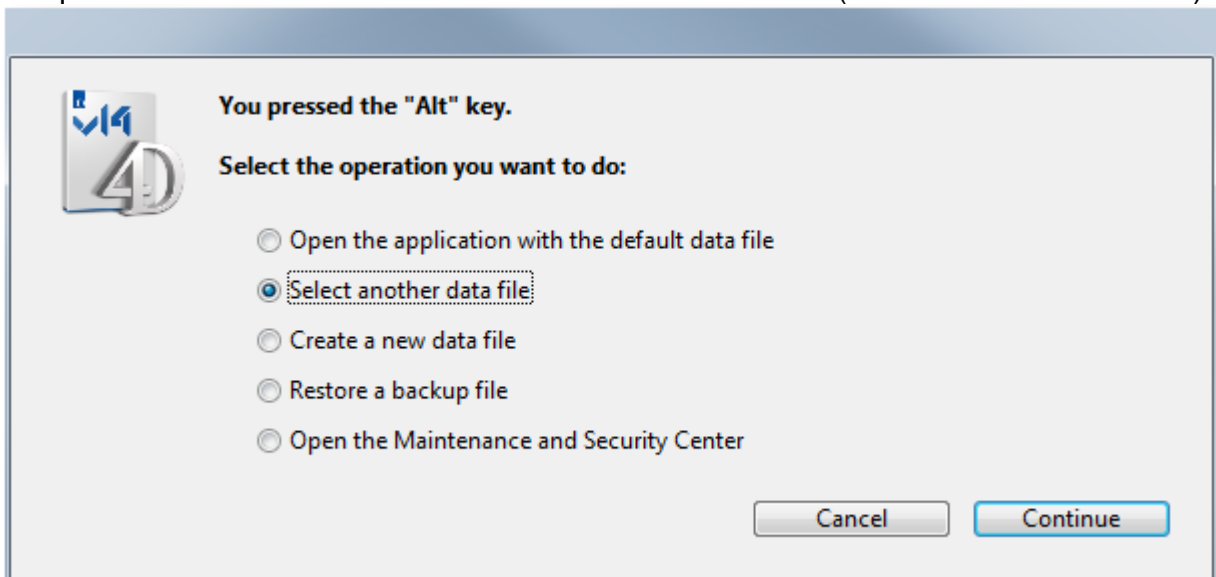 v14
4D
You pressed the "Alt" key.
Select the operation you want to do:
Open the application with the default data file
Select another data file
Create a new data file
Restore a backup file
Open the Maintenance and Security Center
Cancel Continue